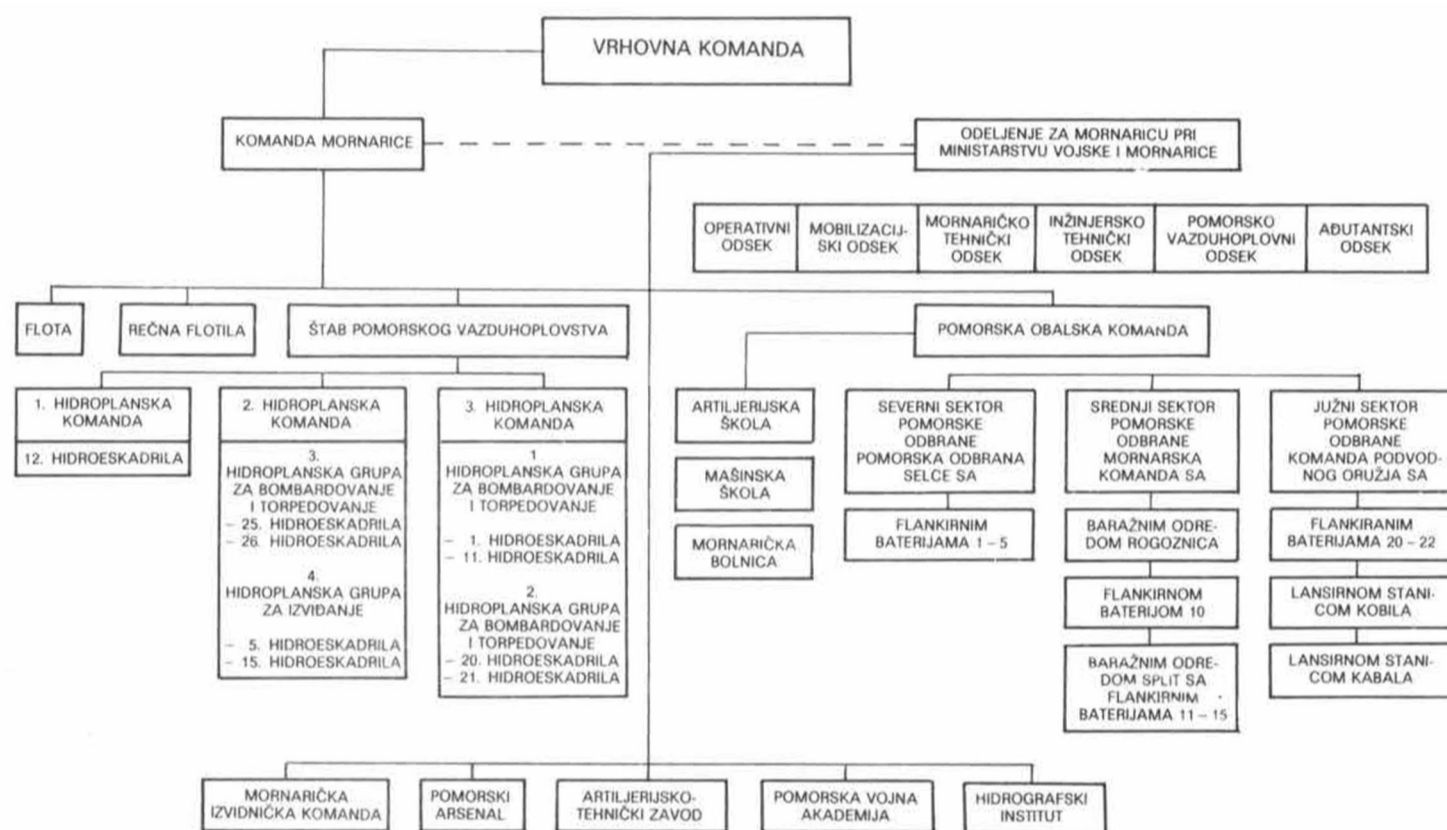 VRHOVNA KOMANDA
KOMANDA MORNARICE
ODELJENJE ZA MORNARICU PRI
MINISTARSTVU VOJSKE I MORNARICE
OPERATIVNI
ODSEK
MOBILIZACIJ-
SKI ODSEK
MORNARIČKO
TEHNIČKI
ODSEK
INŽINJERSKO
TEHNIČKI
ODSEK
POMORSKO
VAZDUHOPLOVNI
ODSEK
AĐUTANTSKI
ODSEK
FLOTA
REČNA FLOTILA
ŠTAB POMORSKOG VAZDUHOPLOVSTVA
POMORSKA OBALSKA KOMANDA
1. HIDROPLANSKA
KOMANDA
12. HIDROESKADRILA
2. HIDROPLANSKA
KOMANDA
3.
HIDROPLANSKA GRUPA
ZA BOMBARDOVANJE
I TORPEDOVANJE
– 25. HIDROESKADRILA
– 26. HIDROESKADRILA
4.
HIDROPLANSKA GRUPA
ZA IZVIĐANJE
– 5. HIDROESKADRILA
– 15. HIDROESKADRILA
3. HIDROPLANSKA
KOMANDA
1
HIDROPLANSKA GRUPA
ZA BOMBARDOVANJE
I TORPEDOVANJE
– 1. HIDROESKADRILA
– 11. HIDROESKADRILA
2.
HIDROPLANSKA GRUPA
ZA BOMBARDOVANJE
I TORPEDOVANJE
– 20. HIDROESKADRILA
– 21. HIDROESKADRILA
ARTILJERIJSKA
ŠKOLA
MAŠINSKA
ŠKOLA
MORNARIČKA
BOLNICA
SEVERNI SEKTOR
POMORSKE
ODBRANE
POMORSKA ODBRANA
SELCE SA
FLANKIRNIM
BATERIJAMA 1 – 5
SREDNJI SEKTOR
POMORSKE
ODBRANE
MORNARSKA
KOMANDA SA
BARAŽNIM ODRE-
DOM ROGOZNICA
FLANKIRNOM
BATERIJOM 10
BARAŽNIM ODRE-
DOM SPLIT SA
FLANKIRNIM
BATERIJAMA 11 – 15
JUŽNI SEKTOR
POMORSKE
ODBRANE
KOMANDA PODVOD-
NOG ORUŽJA SA
FLANKIRANIM
BATERIJAMA 20 – 22
LANSIRNOM STANI-
COM KOBILA
LANSIRNOM STANI-
COM KABALA
MORNARIČKA
IZVIDNIČKA KOMANDA
POMORSKI
ARSENAL
ARTILJERIJSKO-
TEHNIČKI ZAVOD
POMORSKA VOJNA
AKADEMIJA
HIDROGRAFSKI
INSTITUT